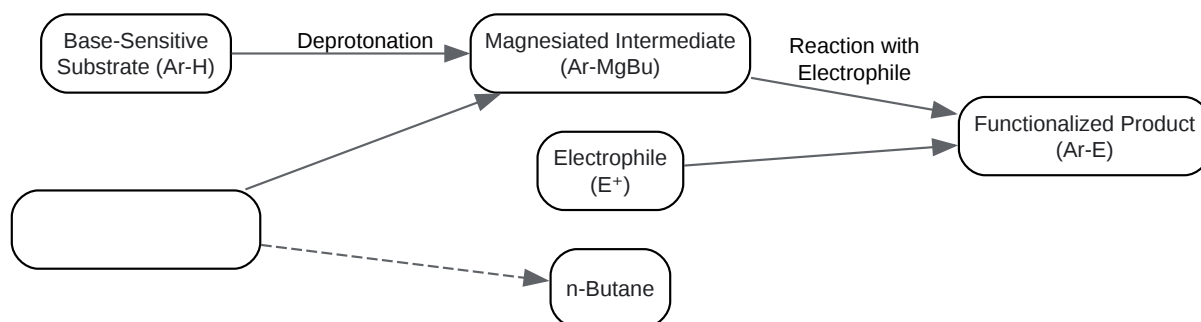 Base-Sensitive
Substrate (Ar-H)
Deprotonation
Magnesiated Intermediate
(Ar-MgBu)
Reaction with
Electrophile
Functionalized Product
(Ar-E)
Electrophile
(E⁺)
n-Butane